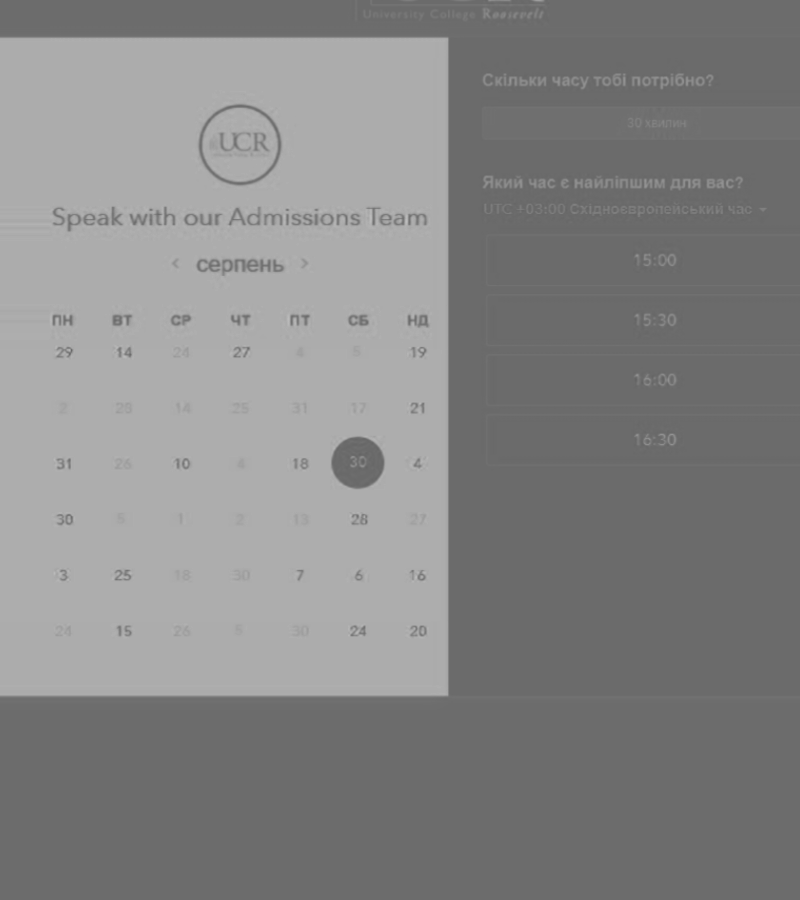 University College Roosevelt
UCR
Speak with our Admissions Team
< серпень >
ПН ВТ СР ЧТ ПТ СБ НД
29 14 24 27 4 5 19
2 23 14 25 31 17 21
31 26 10 4 18 30 4
30 5 1 2 13 28 27
3 25 18 30 7 6 16
24 15 26 5 30 24 20
Скільки часу тобі потрібно?
30 хвилин
Який час є найліпшим для вас?
UTC +03:00 Східноєвропейський час
15:00
15:30
16:00
16:30